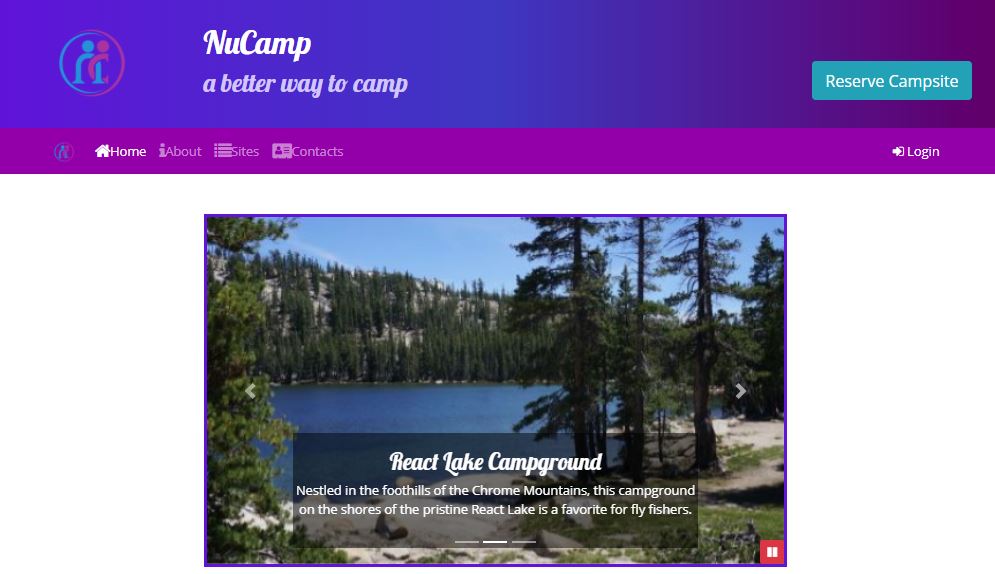 NuCamp
a better way to camp
Reserve Campsite
Home About Sites Contacts Login
React Lake Campground
Nestled in the foothills of the Chrome Mountains, this campground
on the shores of the pristine React Lake is a favorite for fly fishers.